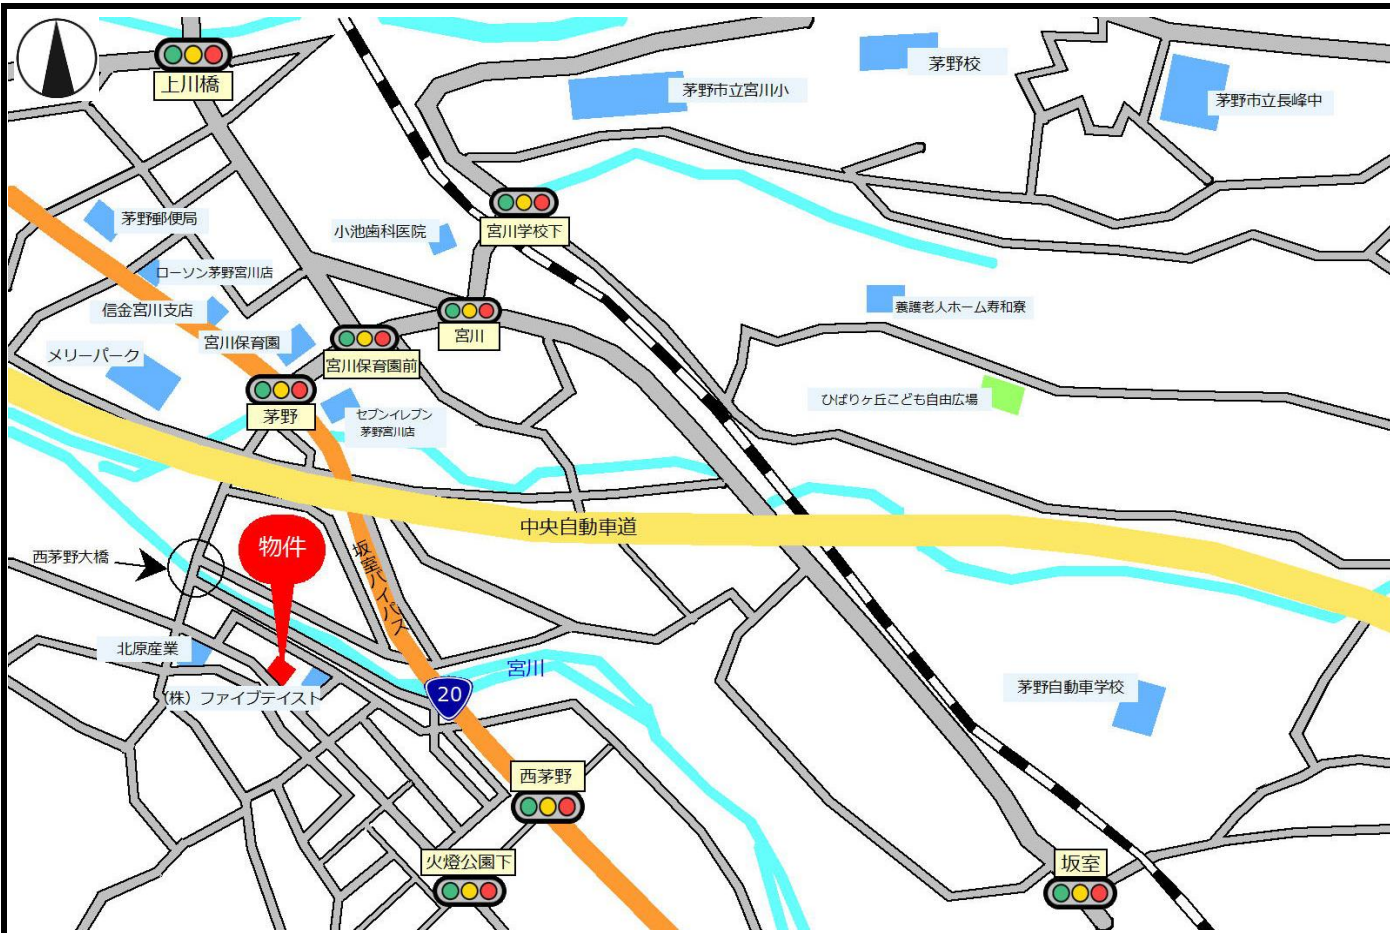 上川橋
茅野校
茅野市立宮川小
茅野市立長峰中
茅野郵便局
小池歯科医院
宮川学校下
ローソン茅野宮川店
信金宮川支店
養護老人ホーム寿和寮
宮川
宮川保育園
宮川保育園前
メリーパーク
ひばりヶ丘こども自由広場
茅野
セブンイレブン
茅野宮川店
中央自動車道
物件
西茅野大橋
坂室バイパス
北原産業
宮川
(株)ファイブテイスト
20
茅野自動車学校
西茅野
火燈公園下
坂室